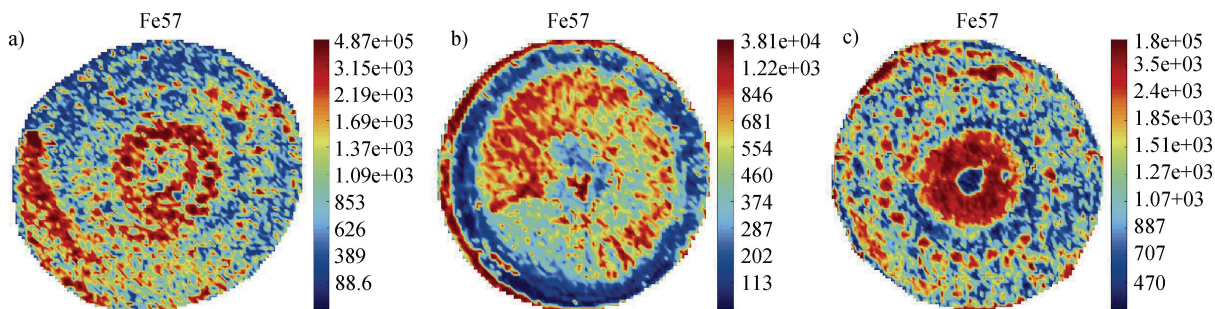 Fe57
a)
4.87e+05
3.15e+03
2.19e+03
1.69e+03
1.37e+03
1.09e+03
853
626
389
88.6
Fe57
b)
3.81e+04
1.22e+03
846
681
554
460
374
287
202
113
Fe57
c)
1.8e+05
3.5e+03
2.4e+03
1.85e+03
1.51e+03
1.27e+03
1.07+03
887
707
470